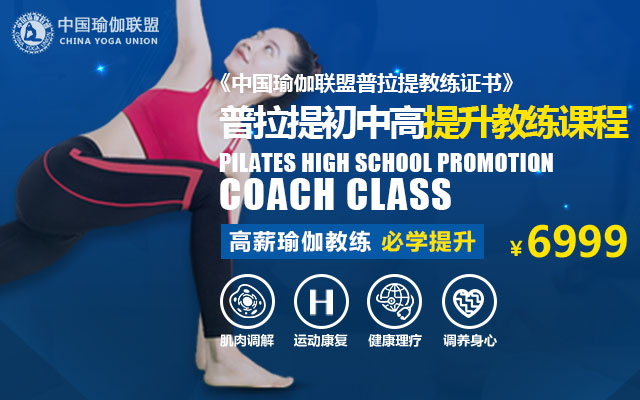 中国瑜伽联盟
CHINA YOGA UNION
《中国瑜伽联盟普拉提教练证书》
普拉提初中高提升教练课程
PILATES HIGH SCHOOL PROMOTION
COACH CLASS
高薪瑜伽教练 必学提升 ¥6999
肌肉调解 运动康复 健康理疗 调养身心